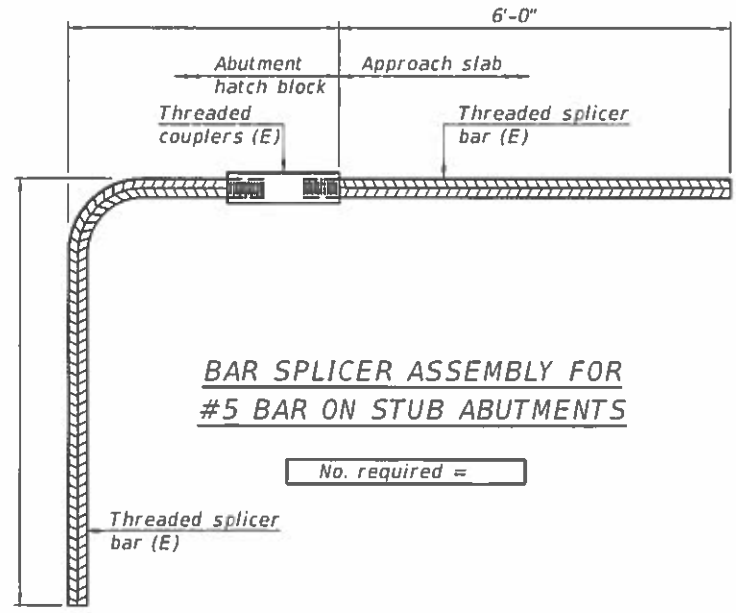 6'-0"
Abutment
hatch block
Approach slab
Threaded
couplers (E)
Threaded splicer
bar (E)
BAR SPLICER ASSEMBLY FOR
#5 BAR ON STUB ABUTMENTS
No. required =
Threaded splicer
bar (E)